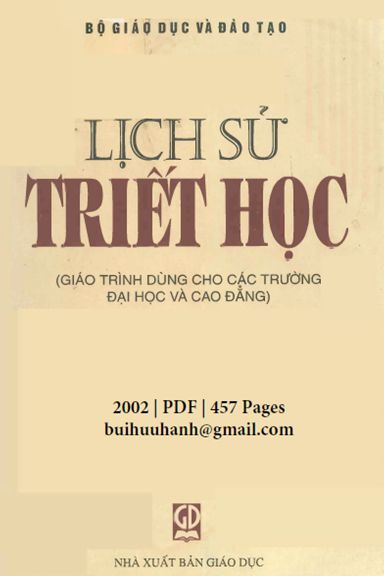 BỘ GIÁO DỤC VÀ ĐÀO TẠO
LỊCH SỬ
TRIẾT HỌC
(GIÁO TRÌNH DÙNG CHO CÁC TRƯỜNG
ĐẠI HỌC VÀ CAO ĐẲNG)
2002 | PDF | 457 Pages
buihuuhanh@gmail.com
GD
NHÀ XUẤT BẢN GIÁO DỤC